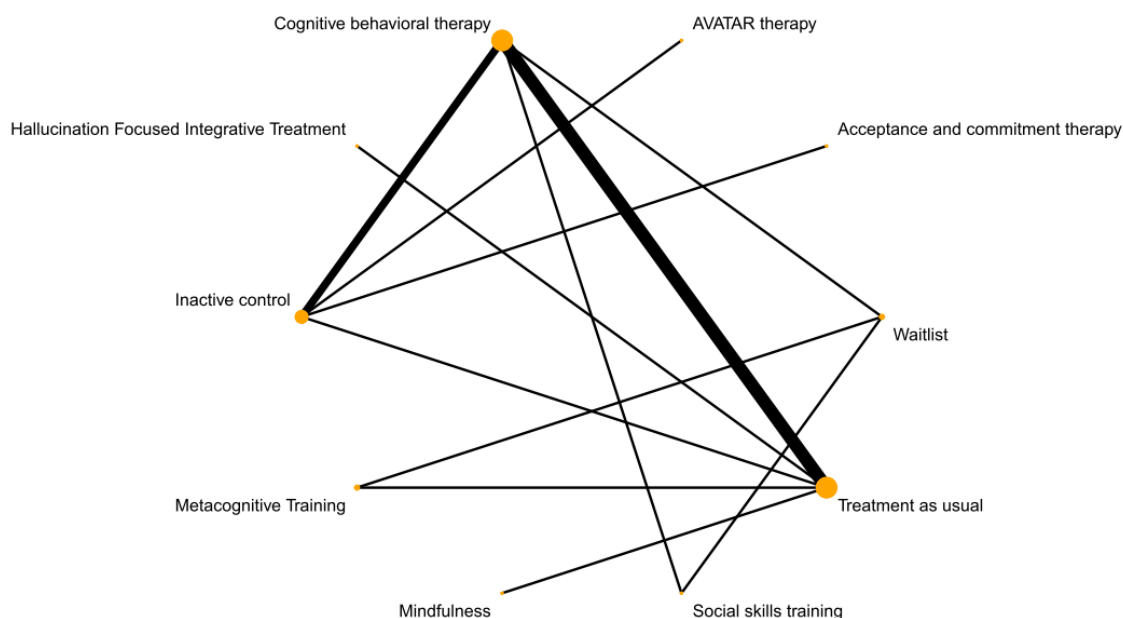 Cognitive behavioral therapy
AVATAR therapy
Hallucination Focused Integrative Treatment
Acceptance and commitment therapy
Inactive control
Waitlist
Metacognitive Training
Treatment as usual
Mindfulness
Social skills training